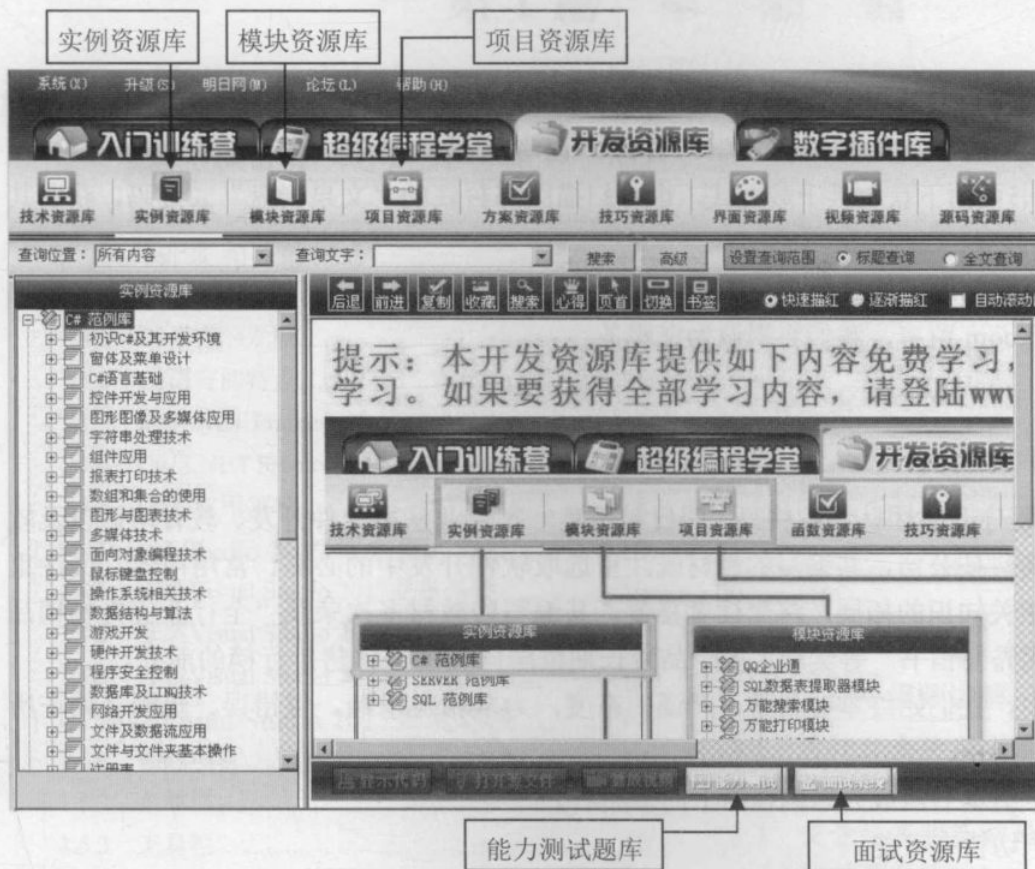 实例资源库 模块资源库 项目资源库
系统(X) 升级(S) 明日网(M) 论坛(L) 帮助(H)
入门训练营 超级编程学堂 开发资源库 数字插件库
技术资源库 实例资源库 模块资源库 项目资源库 方案资源库 技巧资源库 界面资源库 视频资源库 源码资源库
查询位置： 所有内容 查询文字： 搜索 高级 设置查询范围 标题查询 全文查询
实例资源库
后退 前进 复制 收藏 搜索 心得 页首 切换 书签 快速描红 逐渐描红 自动滚动
C# 范例库
初识C#及其开发环境
窗体及菜单设计
C#语言基础
控件开发与应用
图形图像及多媒体应用
字符串处理技术
组件应用
报表打印技术
数组和集合的使用
图形与图表技术
多媒体技术
面向对象编程技术
鼠标键盘控制
操作系统相关技术
数据结构与算法
游戏开发
硬件开发技术
程序安全控制
数据库及LINQ技术
网络开发应用
文件及数据流应用
文件与文件夹基本操作
注册表
提示：本开发资源库提供如下内容免费学习，
学习。如果要获得全部学习内容，请登陆www
入门训练营 超级编程学堂 开发资源库
技术资源库 实例资源库 模块资源库 项目资源库 函数资源库 技巧资源库
实例资源库
C# 范例库
SERVER 范例库
SQL 范例库
模块资源库
QQ企业通
SQL数据表提取器模块
万能搜索模块
万能打印模块
能力测试 面试
能力测试题库 面试资源库